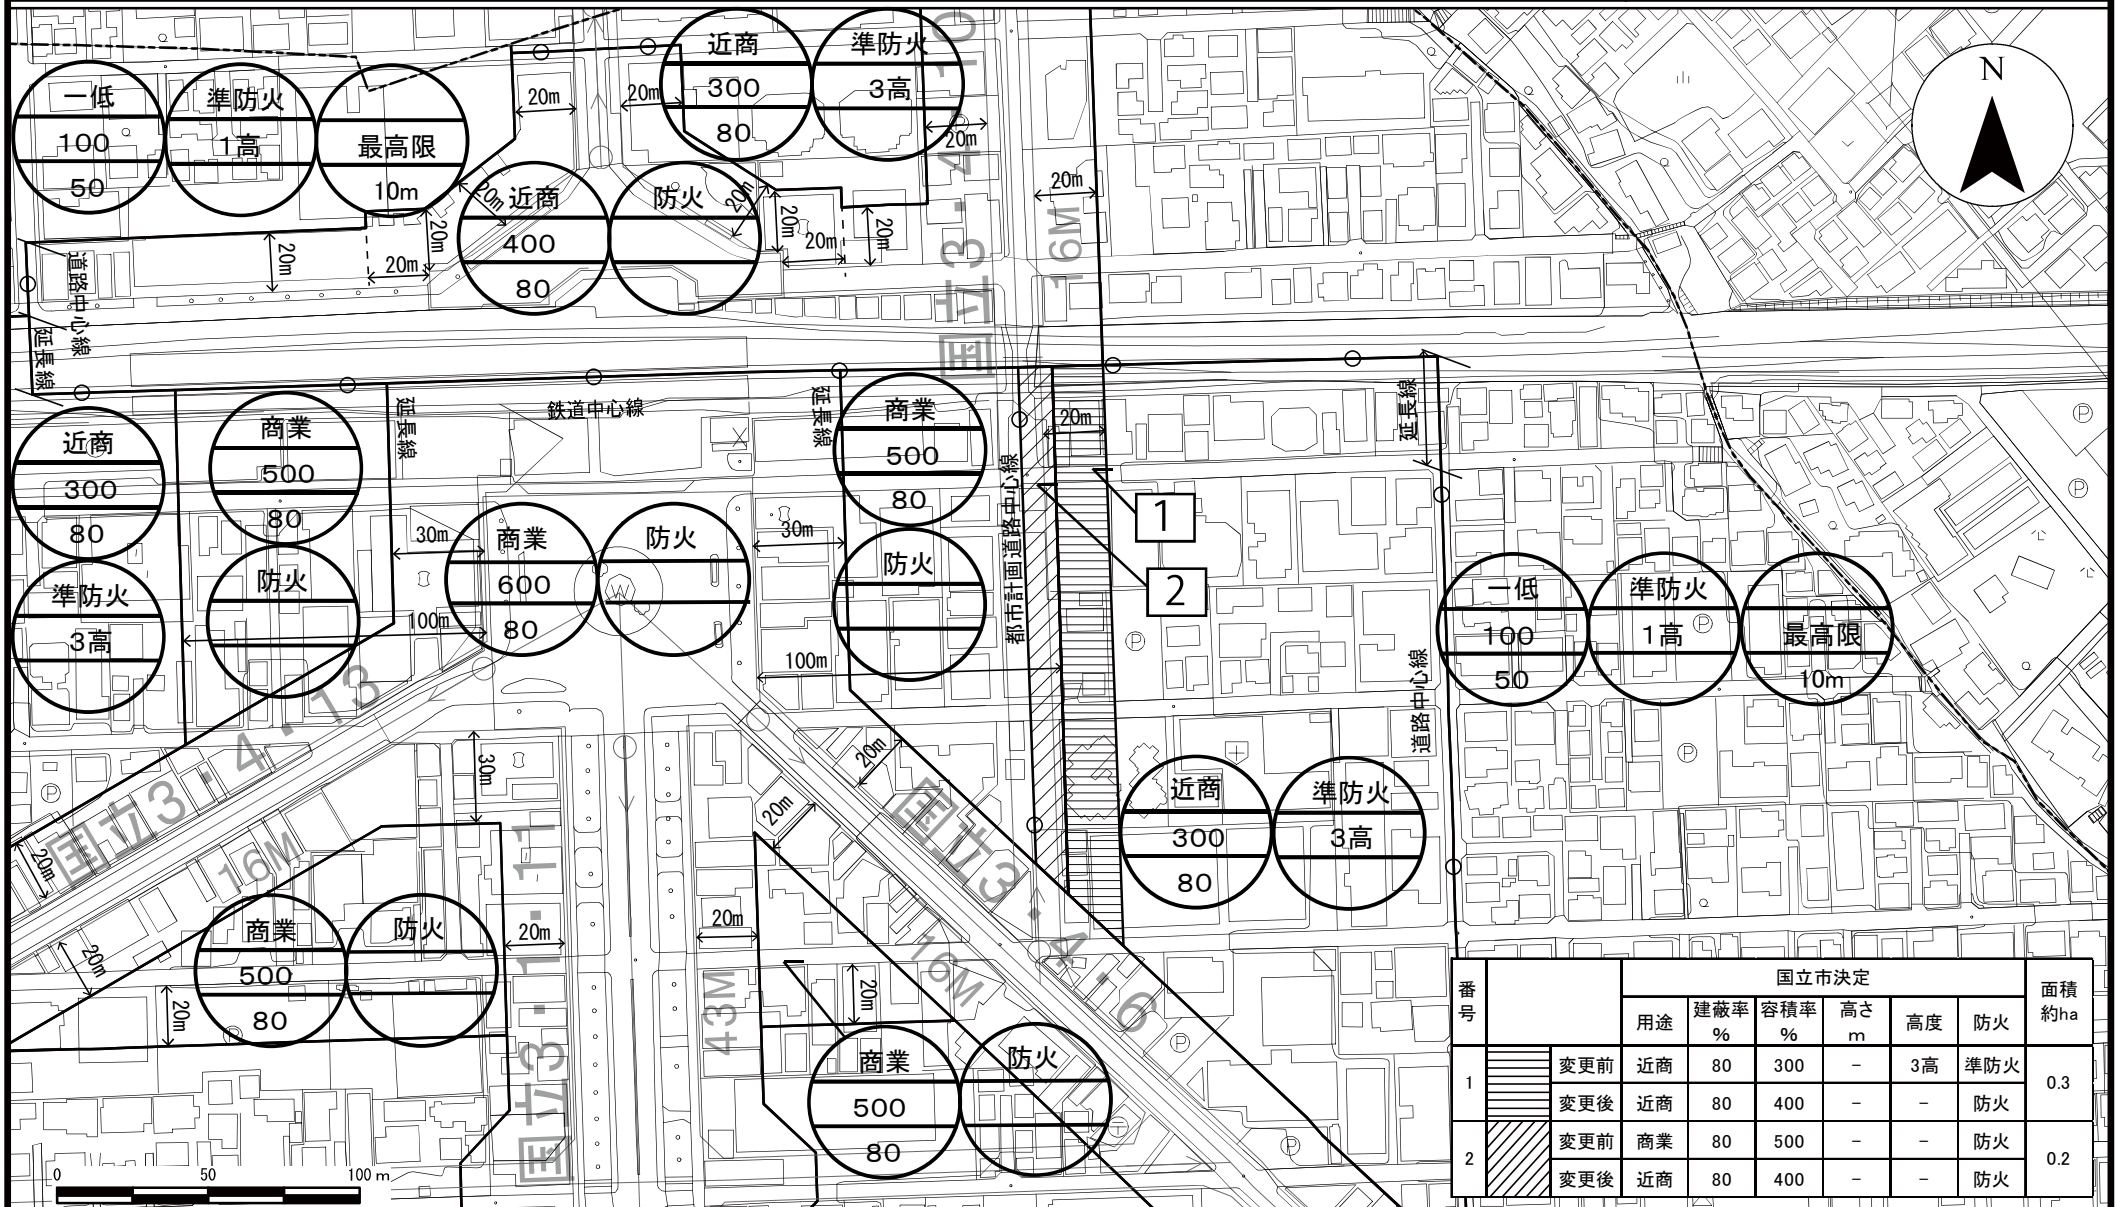 近商
300
80
準防火
3高
国立3・4・10
16M
N
一低
100
50
準防火
1高
最高限
10m
20m
20m
20m
20m
近商
400
80
防火
20m
20m
20m
20m
20m
20m
20m
20m
道路中心線
延長線
鉄道中心線
延長線
延長線
延長線
近商
300
80
準防火
3高
商業
500
80
防火
30m
100m
商業
600
80
防火
30m
100m
商業
500
80
防火
都市計画道路中心線
20m
1
2
道路中心線
一低
100
50
準防火
1高
最高限
10m
近商
300
80
準防火
3高
国立3・4・13
16M
20m
20m
20m
30m
20m
商業
500
80
防火
国立3・1・11
43M
20m
20m
20m
20m
国立3・4・6
16M
商業
500
80
防火
0 50 100 m
番号 国立市決定 面積 約ha
用途 建蔽率 % 容積率 % 高さ m 高度 防火
1 変更前 近商 80 300 - 3高 準防火 0.3
変更後 近商 80 400 - - 防火
2 変更前 商業 80 500 - - 防火 0.2
変更後 近商 80 400 - - 防火